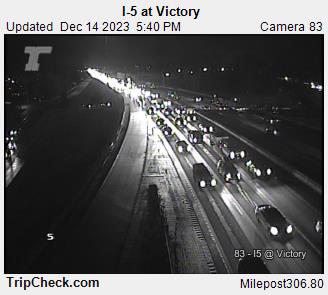 I-5 at Victory
Updated Dec 14 2023 5:40 PM Camera 83
T
S
83 - I5 @ Victory
TripCheck.com Milepost306.80